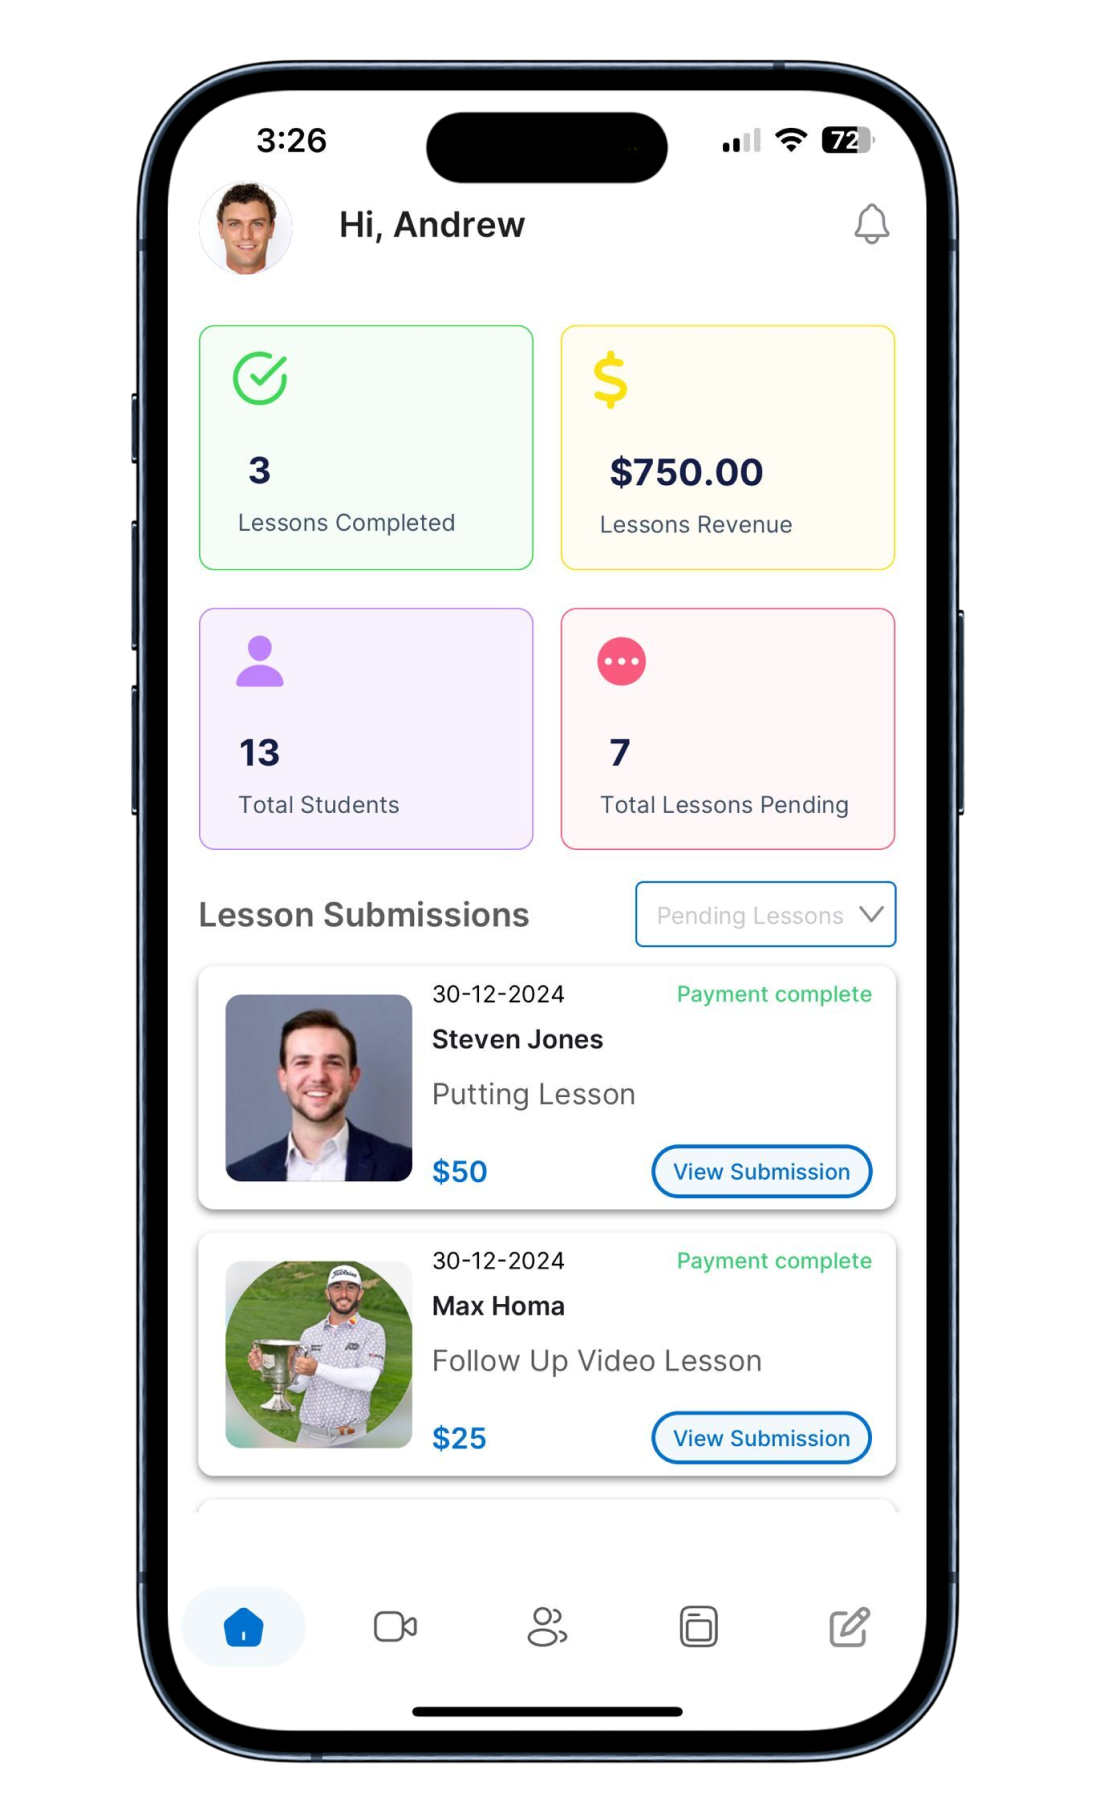 3:26
72
Hi, Andrew
3
Lessons Completed
$750.00
Lessons Revenue
13
Total Students
7
Total Lessons Pending
Lesson Submissions
Pending Lessons
30-12-2024
Payment complete
Steven Jones
Putting Lesson
$50
View Submission
30-12-2024
Payment complete
Max Homa
Follow Up Video Lesson
$25
View Submission